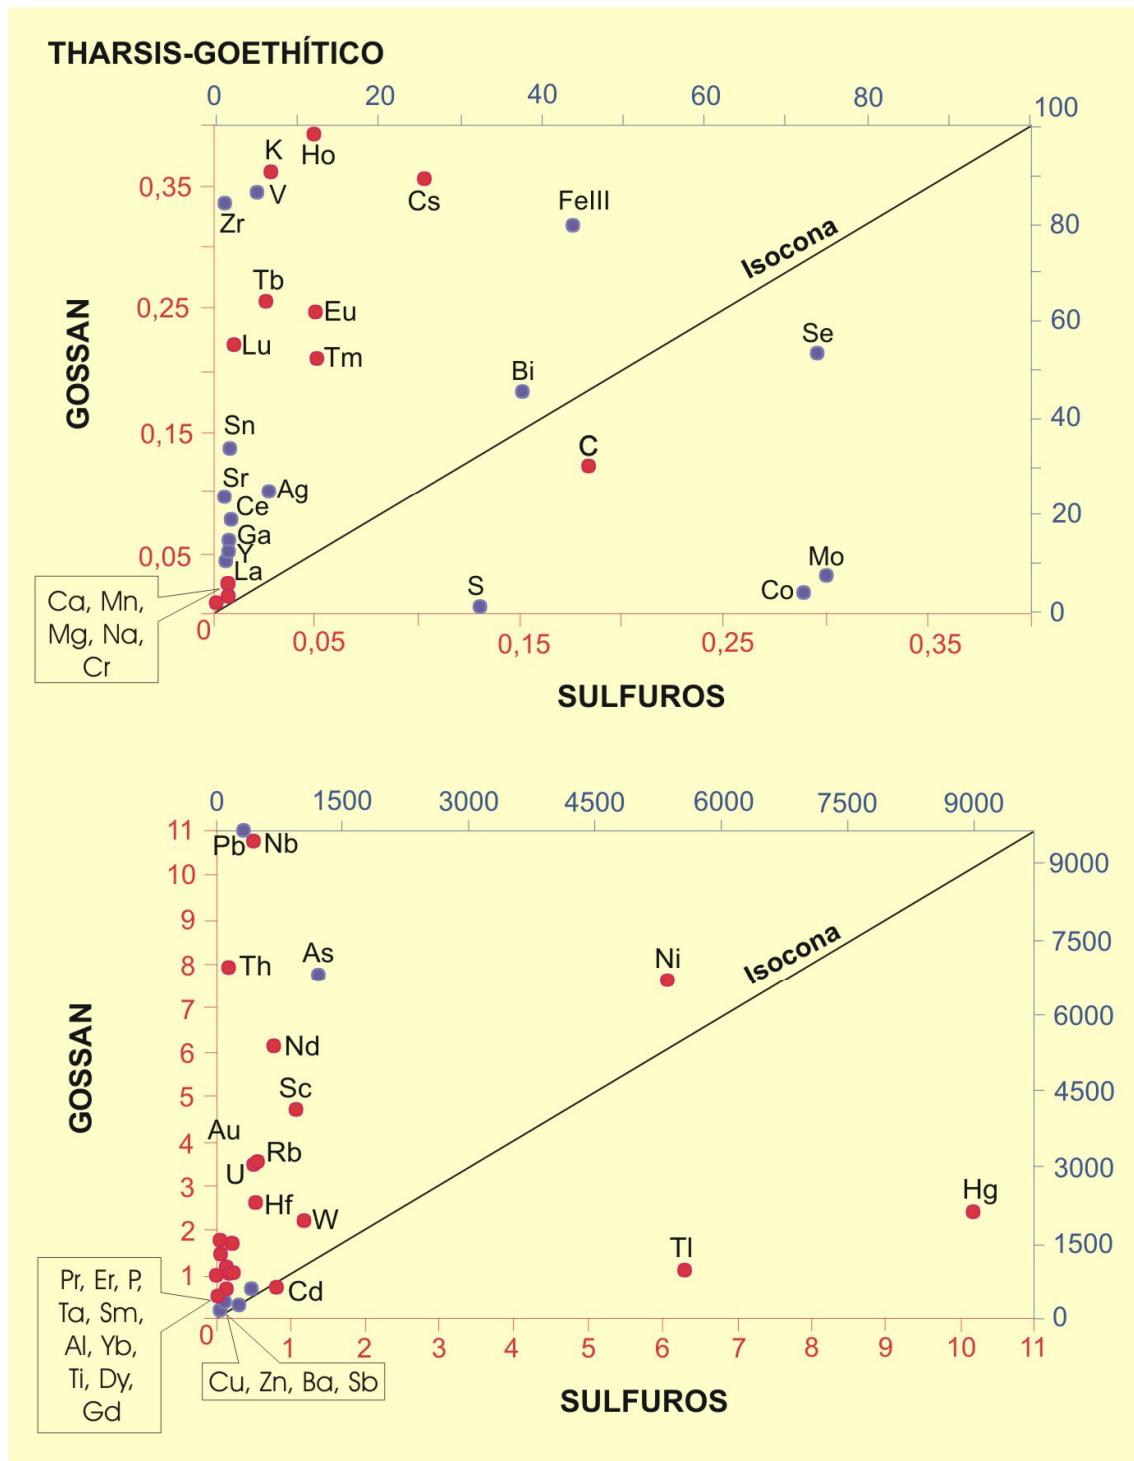 THARSIS-GOETHÍTICO
0 20 40 60 80 100
K
Ho
0,35
V
Cs
FeIII
Zr
80
Isocona
Tb
0,25
Eu
60
Lu
Tm
Se
GOSSAN
Bi
Sn
0,15
40
C
Sr
Ag
Ce
20
Ga
Y
0,05
La
Mo
S
Co
Ca, Mn,
Mg, Na,
Cr
0
0
0,05 0,15 0,25 0,35
SULFUROS
0 1500 3000 4500 6000 7500 9000
11
Pb
Nb
10
9000
9
Isocona
7500
As
8
Th
Ni
7
6000
6
Nd
GOSSAN
5
Sc
4500
Au
4
Rb
U
3000
3
Hf
Hg
2
W
1500
Tl
1
Cd
Pr, Er, P,
Ta, Sm,
Al, Yb,
Ti, Dy,
Gd
0
0
1 2 3 4 5 6 7 8 9 10 11
Cu, Zn, Ba, Sb
SULFUROS